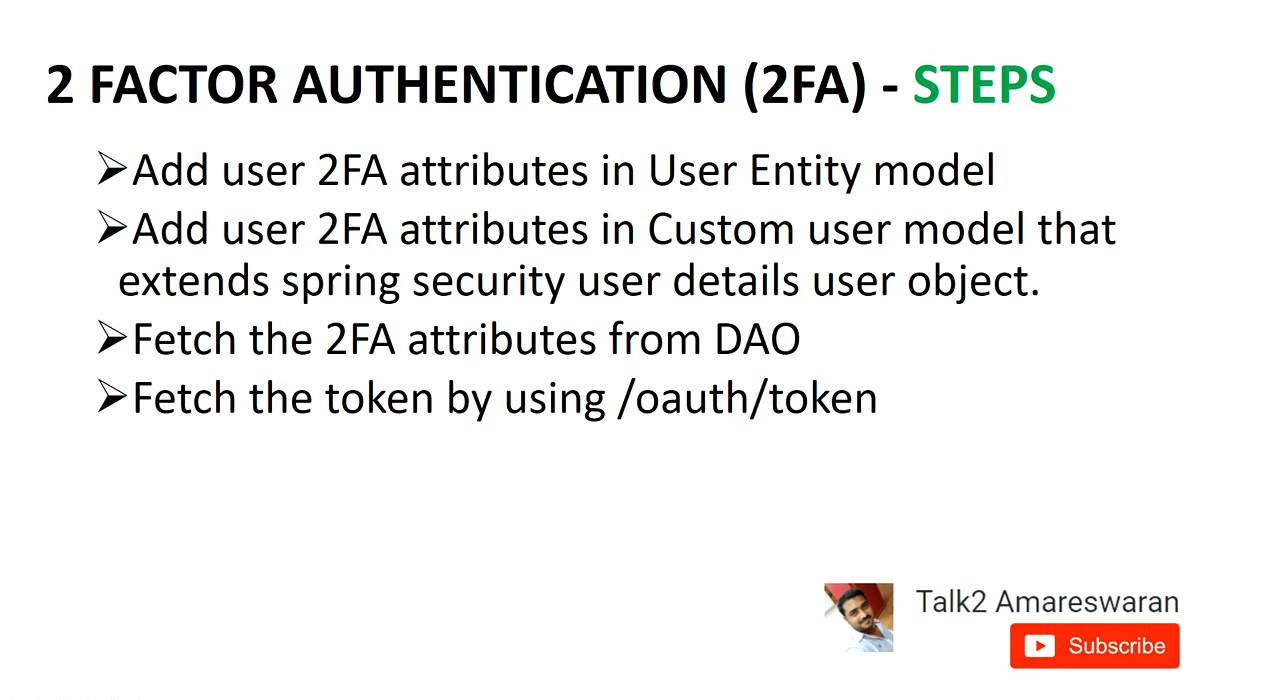 2 FACTOR AUTHENTICATION (2FA) - STEPS
➢Add user 2FA attributes in User Entity model
➢Add user 2FA attributes in Custom user model that
extends spring security user details user object.
➢Fetch the 2FA attributes from DAO
➢Fetch the token by using /oauth/token
Talk2 Amareswaran
Subscribe